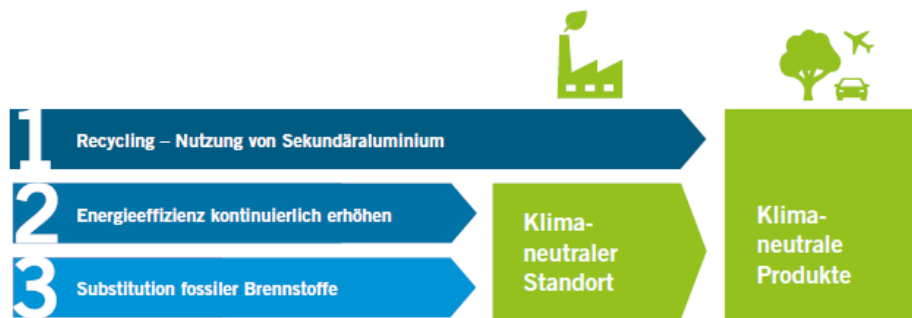 1
Recycling – Nutzung von Sekundäraluminium
2
Energieeffizienz kontinuierlich erhöhen
3
Substitution fossiler Brennstoffe
Klima-
neutraler
Standort
Klima-
neutrale
Produkte